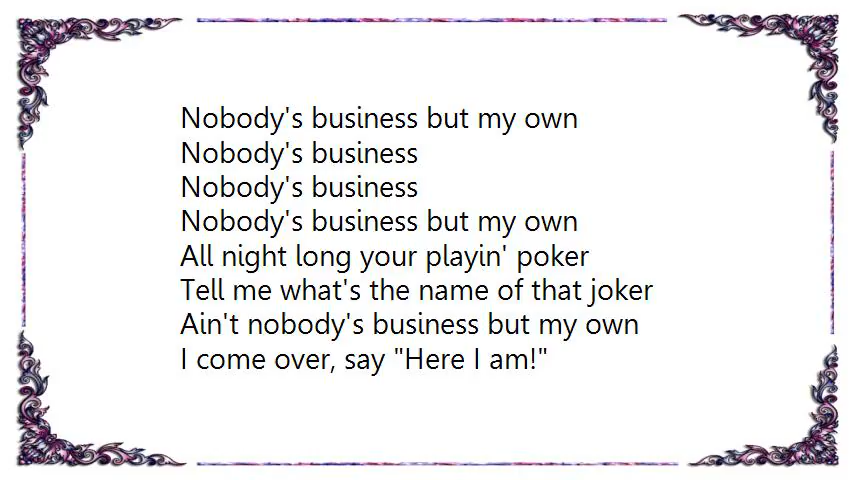 Nobody's business but my own
Nobody's business
Nobody's business
Nobody's business but my own
All night long your playin' poker
Tell me what's the name of that joker
Ain't nobody's business but my own
I come over, say "Here I am!"